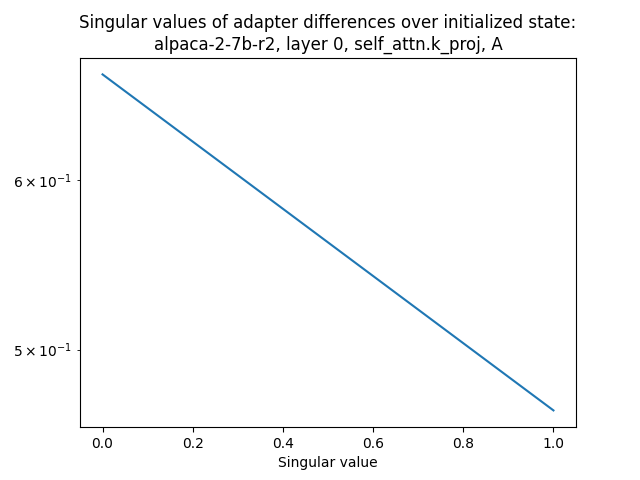 Singular values of adapter differences over initialized state:
alpaca-2-7b-r2, layer 0, self_attn.k_proj, A
6 × 10⁻¹
5 × 10⁻¹
0.0 0.2 0.4 0.6 0.8 1.0
Singular value